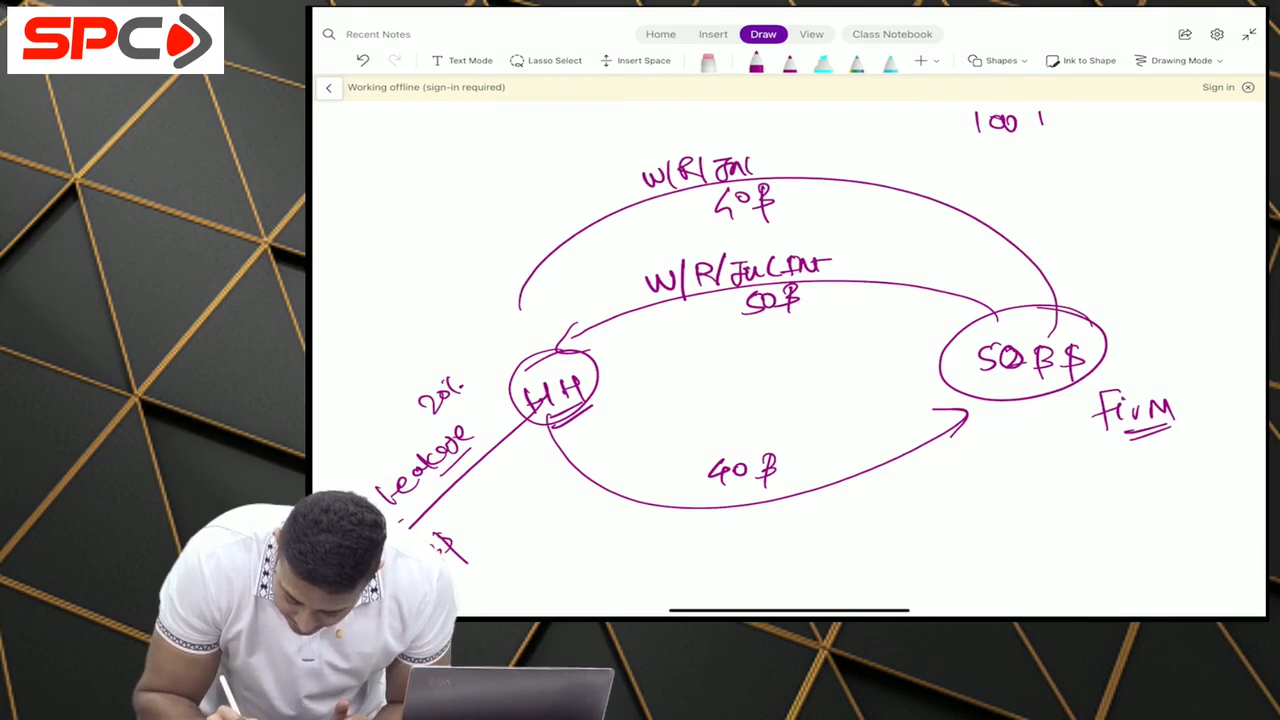 SPC
Recent Notes
Home Insert Draw View Class Notebook
Text Mode Lasso Select Insert Space Shapes Ink to Shape Drawing Mode
Working offline (sign-in required) Sign in
100
W/R/Int
40 B
W/R/Int
50 B
HH
50 B $
Firm
20%
Leakage
40 B